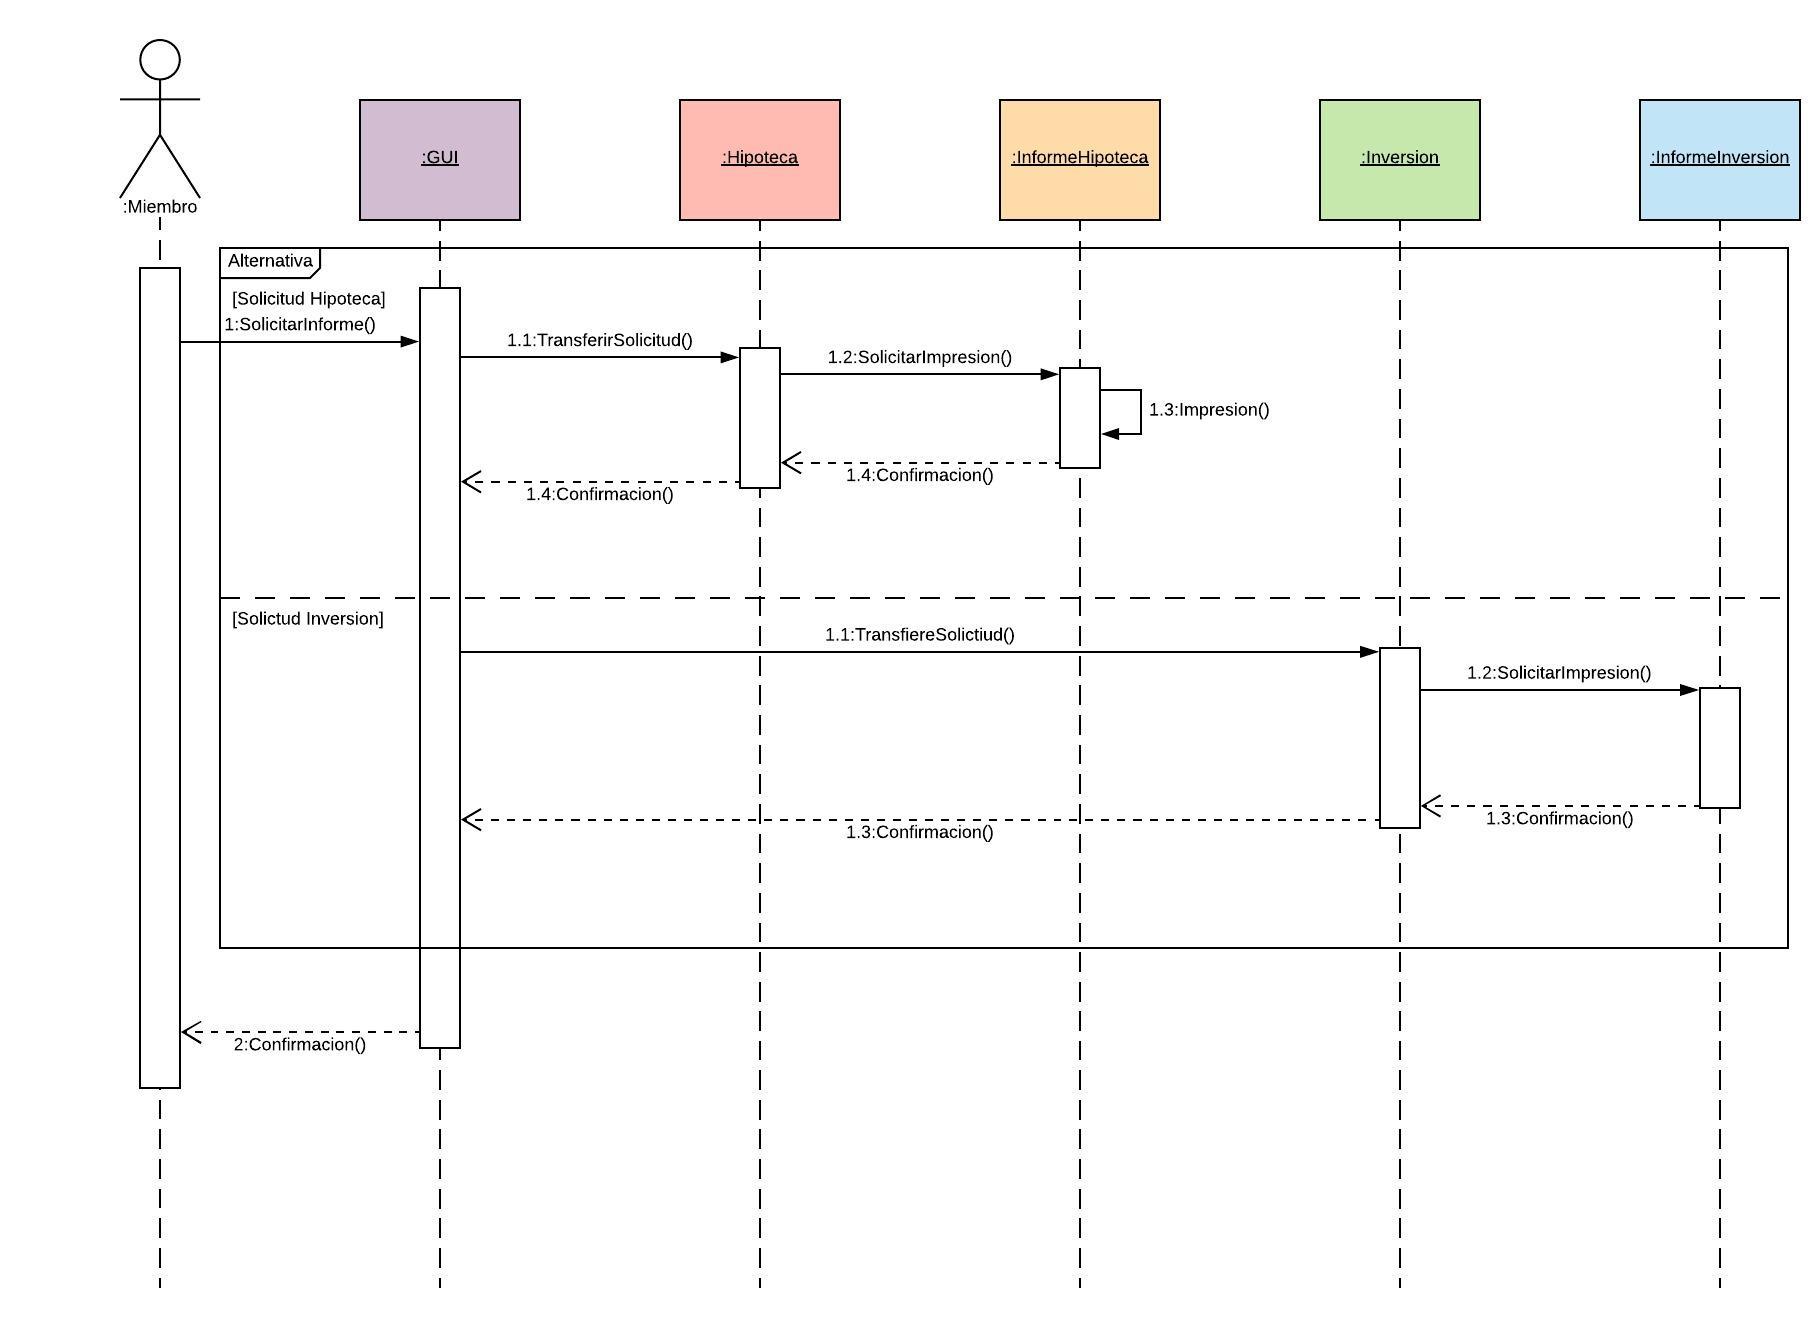 :Miembro
:GUI
:Hipoteca
:InformeHipoteca
:Inversion
:InformeInversion
Alternativa
[Solicitud Hipoteca]
1:SolicitarInforme()
1.1:TransferirSolicitud()
1.2:SolicitarImpresion()
1.3:Impresion()
1.4:Confirmacion()
1.4:Confirmacion()
[Solictud Inversion]
1.1:TransfiereSolictiud()
1.2:SolicitarImpresion()
1.3:Confirmacion()
1.3:Confirmacion()
2:Confirmacion()